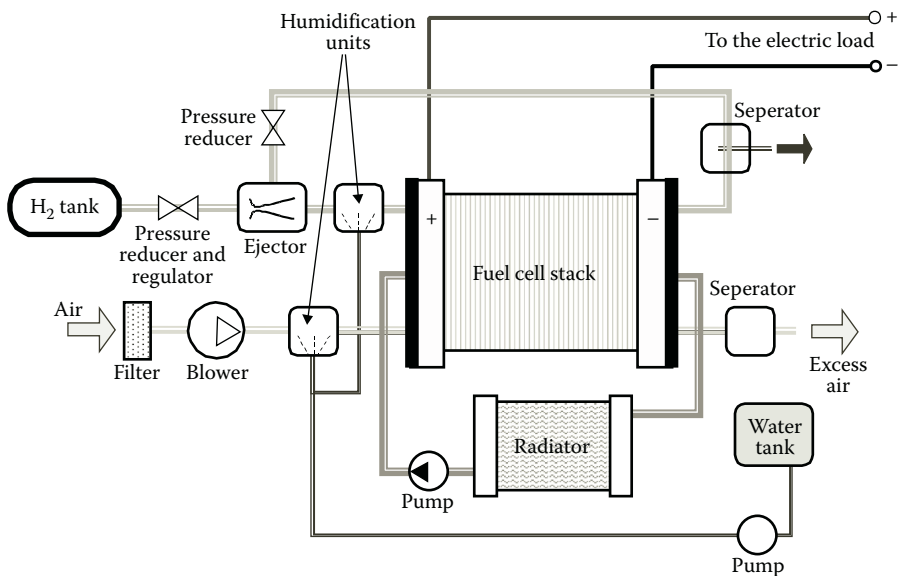 Humidification
units
+
To the electric load
−
Pressure
reducer
Seperator
H₂ tank
Ejector
Pressure
reducer and
regulator
+
−
Fuel cell stack
Air
Filter
Blower
Seperator
Excess
air
Radiator
Water
tank
Pump
Pump